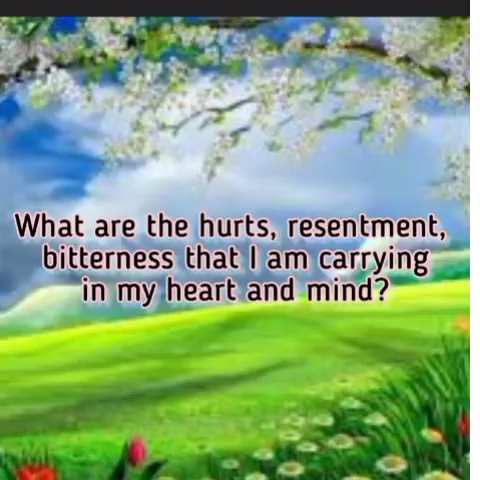 What are the hurts, resentment,
bitterness that I am carrying
in my heart and mind?